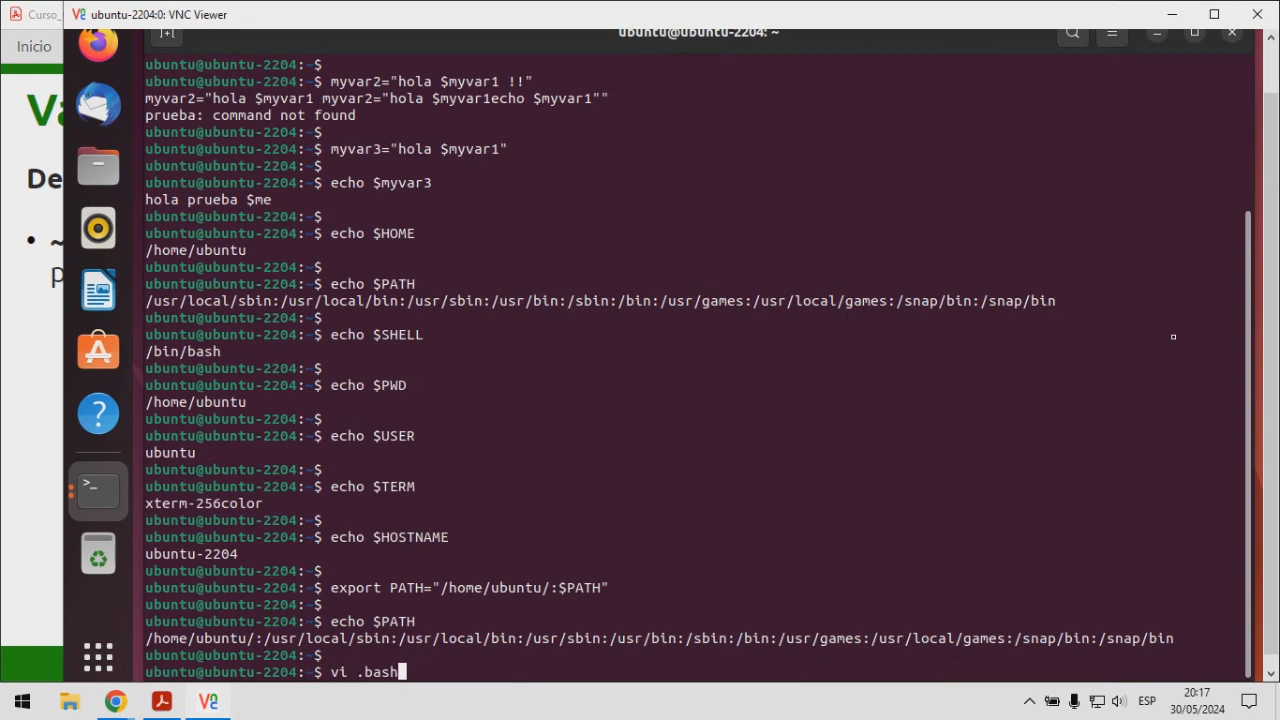 Curso_
ubuntu-2204:0: VNC Viewer
Inicio
ubuntu@ubuntu-2204: ~
Va
De
• ~
p
ubuntu@ubuntu-2204:~$
ubuntu@ubuntu-2204:~$ myvar2="hola $myvar1 !!"
myvar2="hola $myvar1 myvar2="hola $myvar1echo $myvar1""
prueba: command not found
ubuntu@ubuntu-2204:~$
ubuntu@ubuntu-2204:~$ myvar3="hola $myvar1"
ubuntu@ubuntu-2204:~$
ubuntu@ubuntu-2204:~$ echo $myvar3
hola prueba $me
ubuntu@ubuntu-2204:~$
ubuntu@ubuntu-2204:~$ echo $HOME
/home/ubuntu
ubuntu@ubuntu-2204:~$
ubuntu@ubuntu-2204:~$ echo $PATH
/usr/local/sbin:/usr/local/bin:/usr/sbin:/usr/bin:/sbin:/bin:/usr/games:/usr/local/games:/snap/bin:/snap/bin
ubuntu@ubuntu-2204:~$
ubuntu@ubuntu-2204:~$ echo $SHELL
/bin/bash
ubuntu@ubuntu-2204:~$
ubuntu@ubuntu-2204:~$ echo $PWD
/home/ubuntu
ubuntu@ubuntu-2204:~$
ubuntu@ubuntu-2204:~$ echo $USER
ubuntu
ubuntu@ubuntu-2204:~$
ubuntu@ubuntu-2204:~$ echo $TERM
xterm-256color
ubuntu@ubuntu-2204:~$
ubuntu@ubuntu-2204:~$ echo $HOSTNAME
ubuntu-2204
ubuntu@ubuntu-2204:~$
ubuntu@ubuntu-2204:~$ export PATH="/home/ubuntu/:$PATH"
ubuntu@ubuntu-2204:~$
ubuntu@ubuntu-2204:~$ echo $PATH
/home/ubuntu/:/usr/local/sbin:/usr/local/bin:/usr/sbin:/usr/bin:/sbin:/bin:/usr/games:/usr/local/games:/snap/bin:/snap/bin
ubuntu@ubuntu-2204:~$
ubuntu@ubuntu-2204:~$ vi .bash
ESP
20:17
30/05/2024